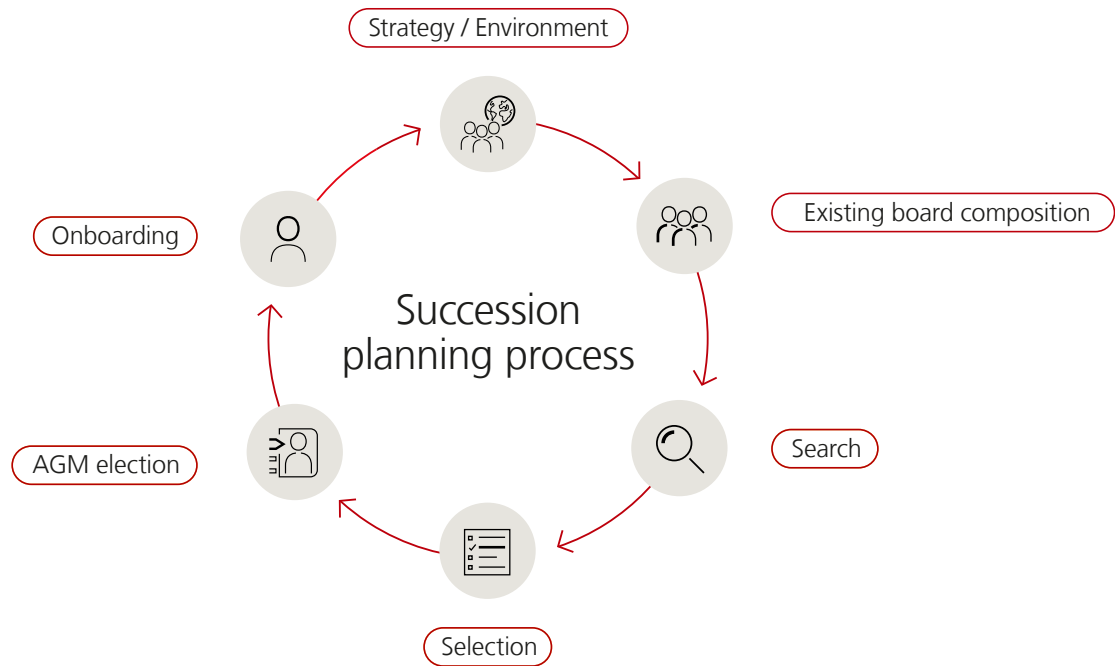 Strategy / Environment
Existing board composition
Onboarding
Succession
planning process
AGM election
Search
Selection